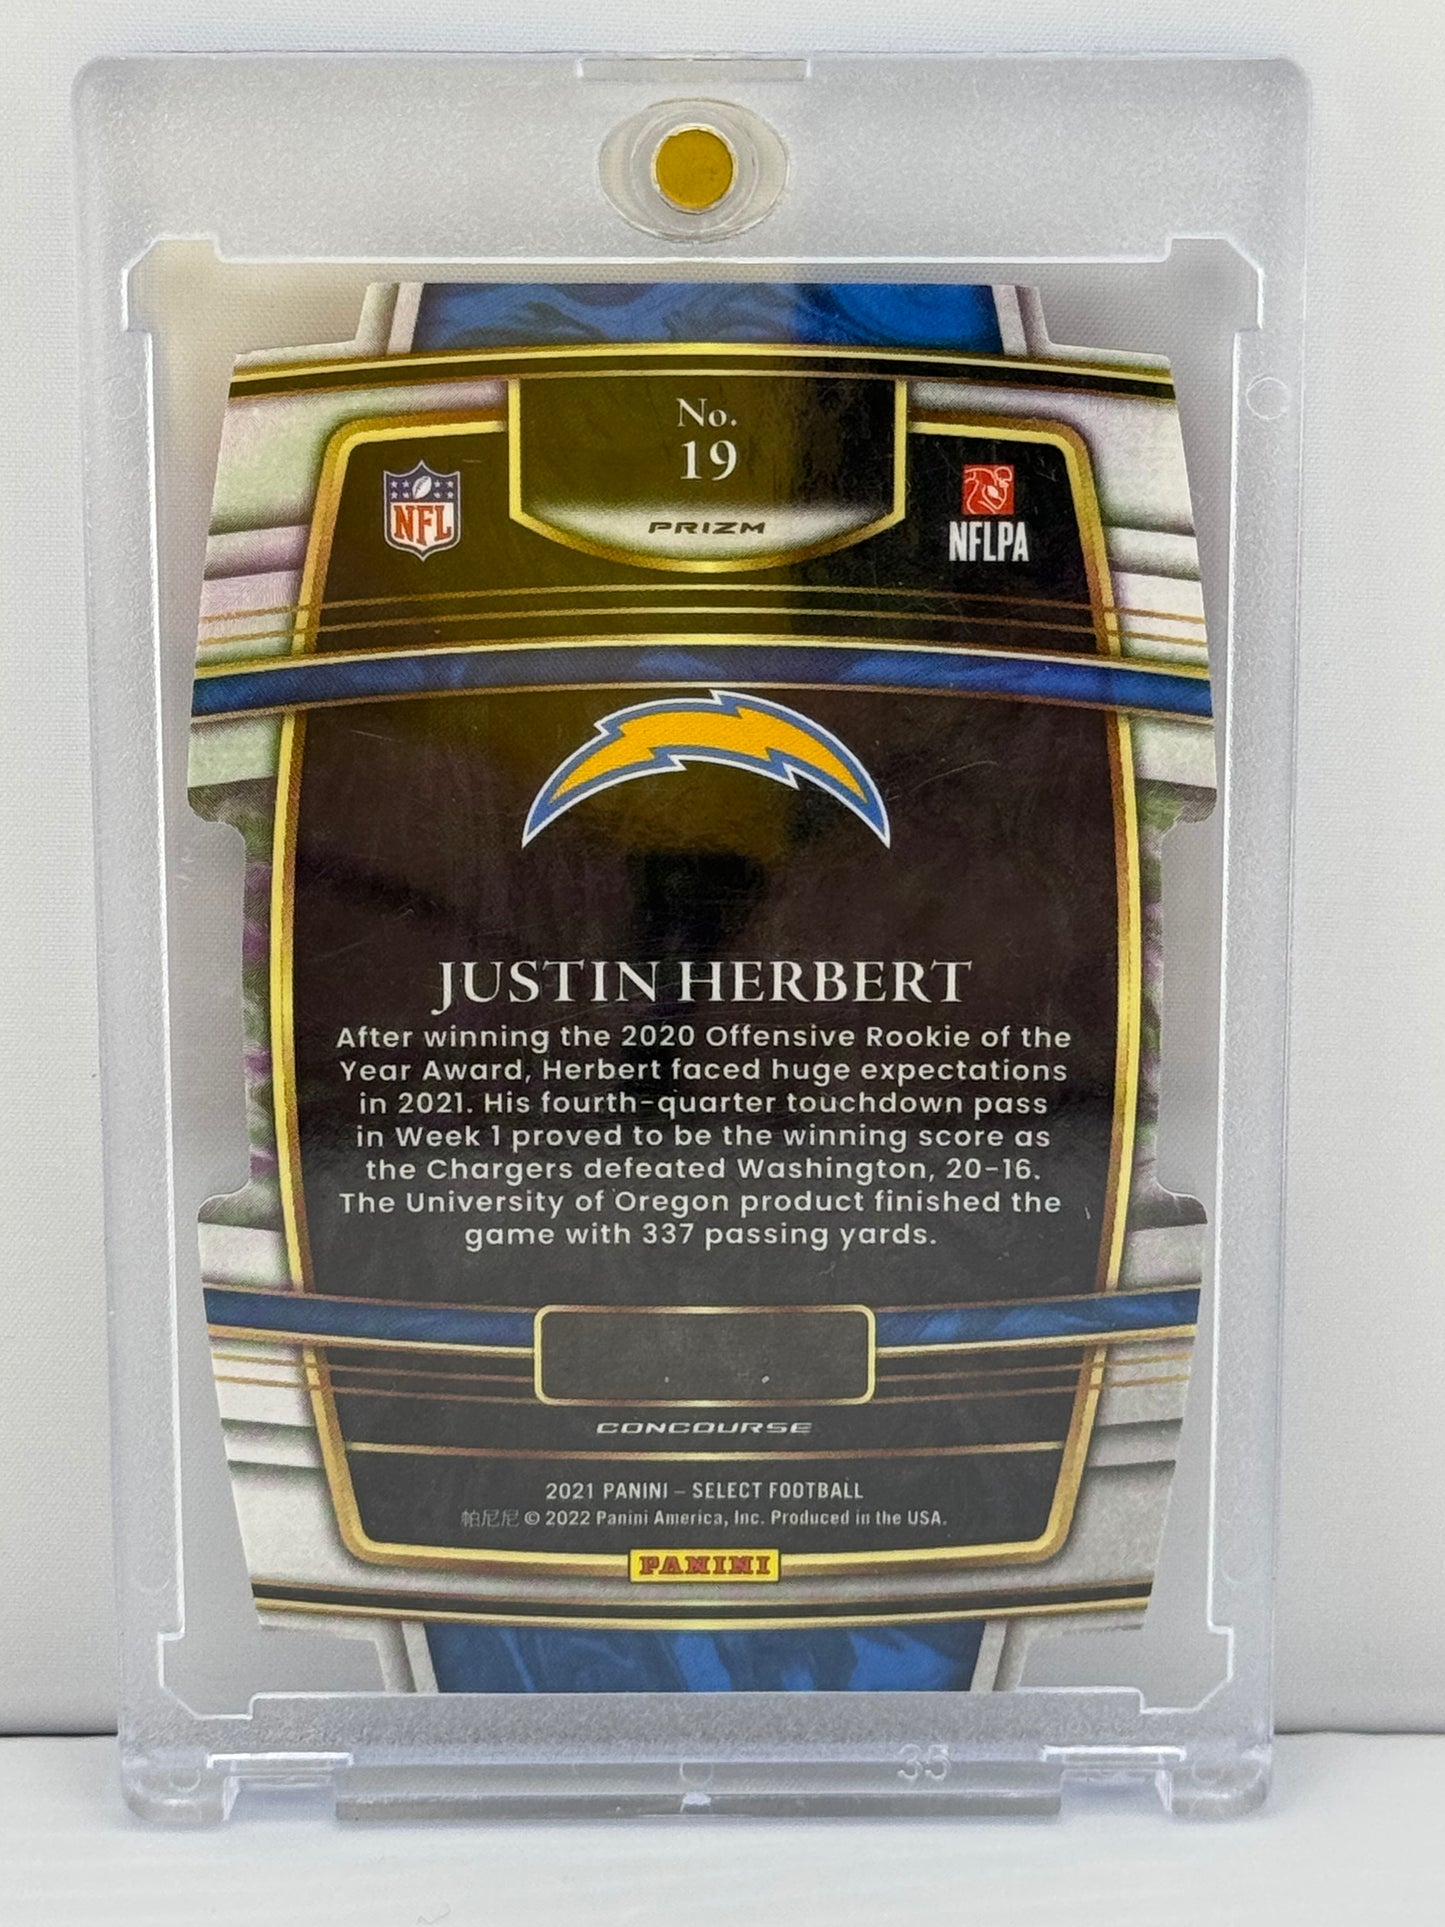 No.
19
PRIZM
NFL
NFLPA
JUSTIN HERBERT
After winning the 2020 Offensive Rookie of the
Year Award, Herbert faced huge expectations
in 2021. His fourth-quarter touchdown pass
in Week 1 proved to be the winning score as
the Chargers defeated Washington, 20-16.
The University of Oregon product finished the
game with 337 passing yards.
CONCOURSE
2021 PANINI – SELECT FOOTBALL
帕尼尼 © 2022 Panini America, Inc. Produced in the USA.
PANINI
35